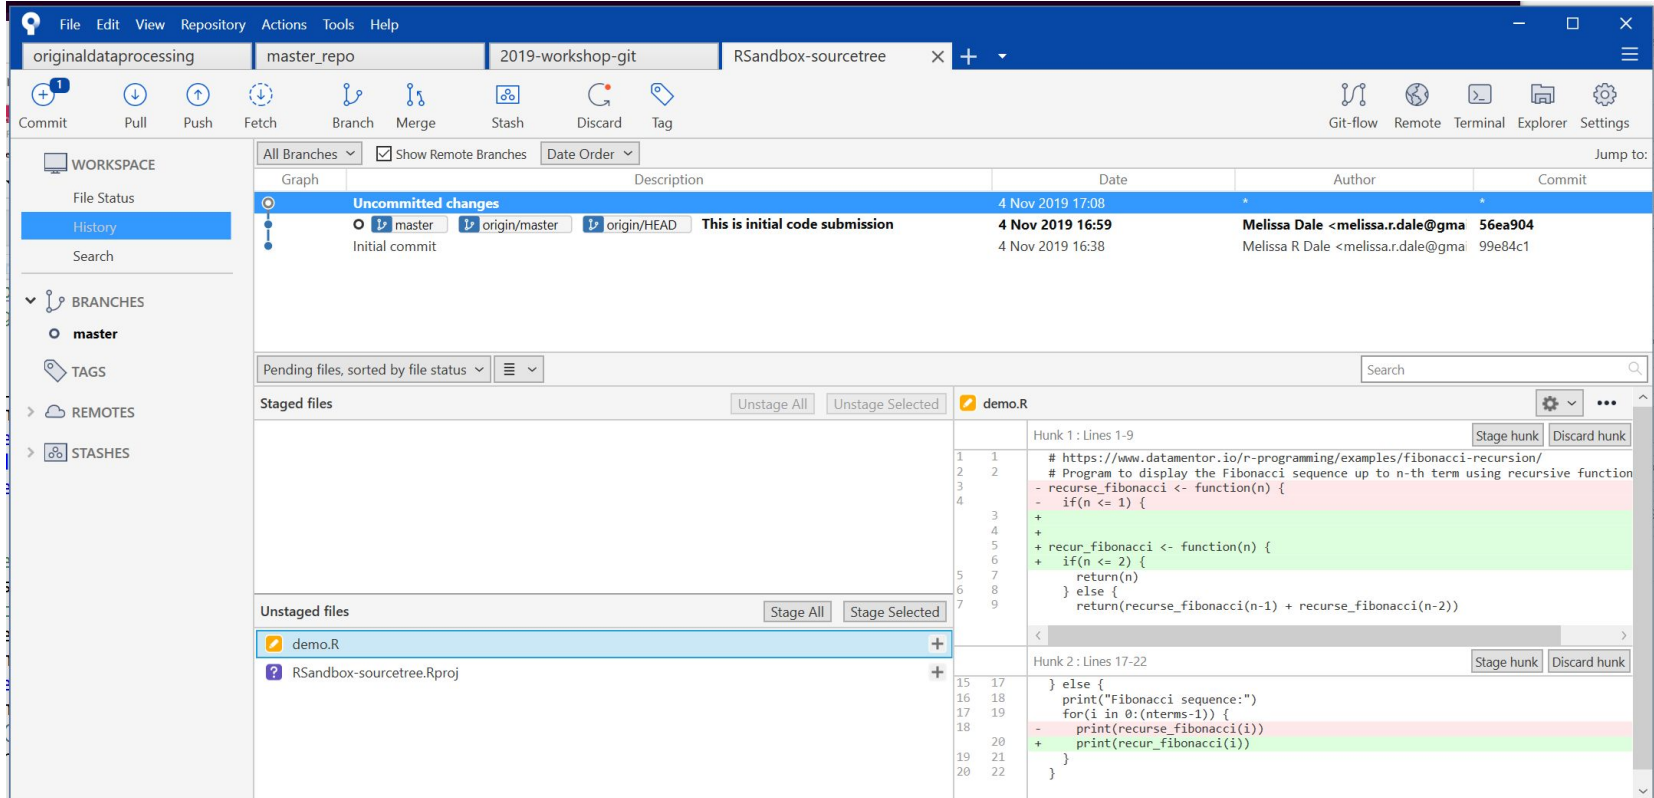 File Edit View Repository Actions Tools Help
originaldataprocessing master_repo 2019-workshop-git RSandbox-sourcetree
1
Commit Pull Push Fetch Branch Merge Stash Discard Tag Git-flow Remote Terminal Explorer Settings
WORKSPACE
File Status
History
Search
BRANCHES
master
TAGS
REMOTES
STASHES
All Branches Show Remote Branches Date Order Jump to:
Graph Description Date Author Commit
Uncommitted changes 4 Nov 2019 17:08 * *
master origin/master origin/HEAD This is initial code submission 4 Nov 2019 16:59 Melissa Dale <melissa.r.dale@gma 56ea904
Initial commit 4 Nov 2019 16:38 Melissa R Dale <melissa.r.dale@gma 99e84c1
Pending files, sorted by file status Search
Staged files Unstage All Unstage Selected
Unstaged files Stage All Stage Selected
demo.R
RSandbox-sourcetree.Rproj
demo.R
Hunk 1 : Lines 1-9 Stage hunk Discard hunk
1 1 # https://www.datamentor.io/r-programming/examples/fibonacci-recursion/
2 2 # Program to display the Fibonacci sequence up to n-th term using recursive function
3 - recurse_fibonacci <- function(n) {
4 - if(n <= 1) {
3 +
4 +
5 + recur_fibonacci <- function(n) {
6 + if(n <= 2) {
5 7 return(n)
6 8 } else {
7 9 return(recurse_fibonacci(n-1) + recurse_fibonacci(n-2))
Hunk 2 : Lines 17-22 Stage hunk Discard hunk
15 17 } else {
16 18 print("Fibonacci sequence:")
17 19 for(i in 0:(nterms-1)) {
18 - print(recurse_fibonacci(i))
20 + print(recur_fibonacci(i))
19 21 }
20 22 }